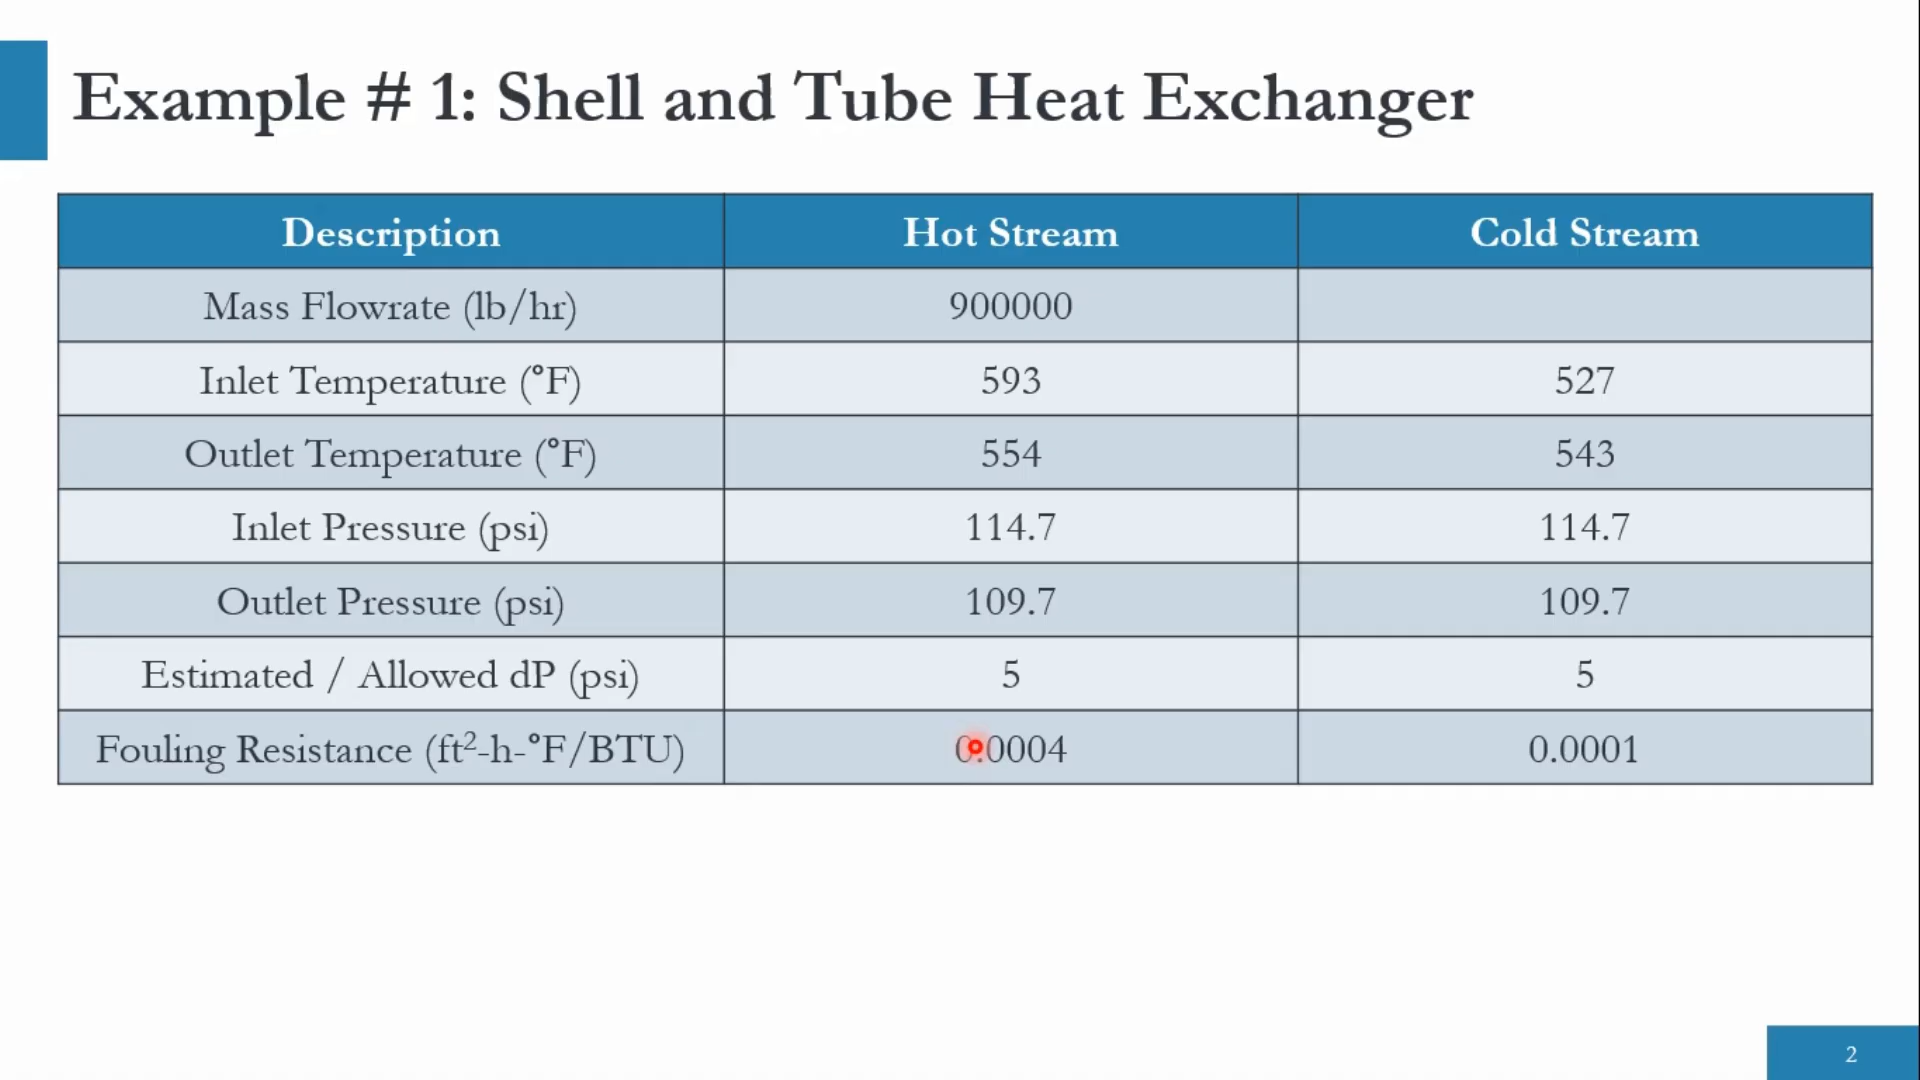 Example # 1: Shell and Tube Heat Exchanger
Description Hot Stream Cold Stream
Mass Flowrate (lb/hr) 900000
Inlet Temperature (°F) 593 527
Outlet Temperature (°F) 554 543
Inlet Pressure (psi) 114.7 114.7
Outlet Pressure (psi) 109.7 109.7
Estimated / Allowed dP (psi) 5 5
Fouling Resistance (ft²-h-°F/BTU) 0.0004 0.0001
2